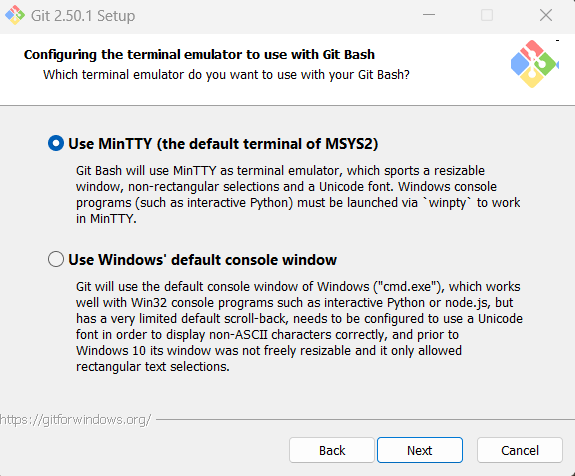 Git 2.50.1 Setup
Configuring the terminal emulator to use with Git Bash
Which terminal emulator do you want to use with your Git Bash?
Use MinTTY (the default terminal of MSYS2)
Git Bash will use MinTTY as terminal emulator, which sports a resizable
window, non-rectangular selections and a Unicode font. Windows console
programs (such as interactive Python) must be launched via `winpty` to work
in MinTTY.
Use Windows' default console window
Git will use the default console window of Windows ("cmd.exe"), which works
well with Win32 console programs such as interactive Python or node.js, but
has a very limited default scroll-back, needs to be configured to use a Unicode
font in order to display non-ASCII characters correctly, and prior to
Windows 10 its window was not freely resizable and it only allowed
rectangular text selections.
https://gitforwindows.org/
Back
Next
Cancel